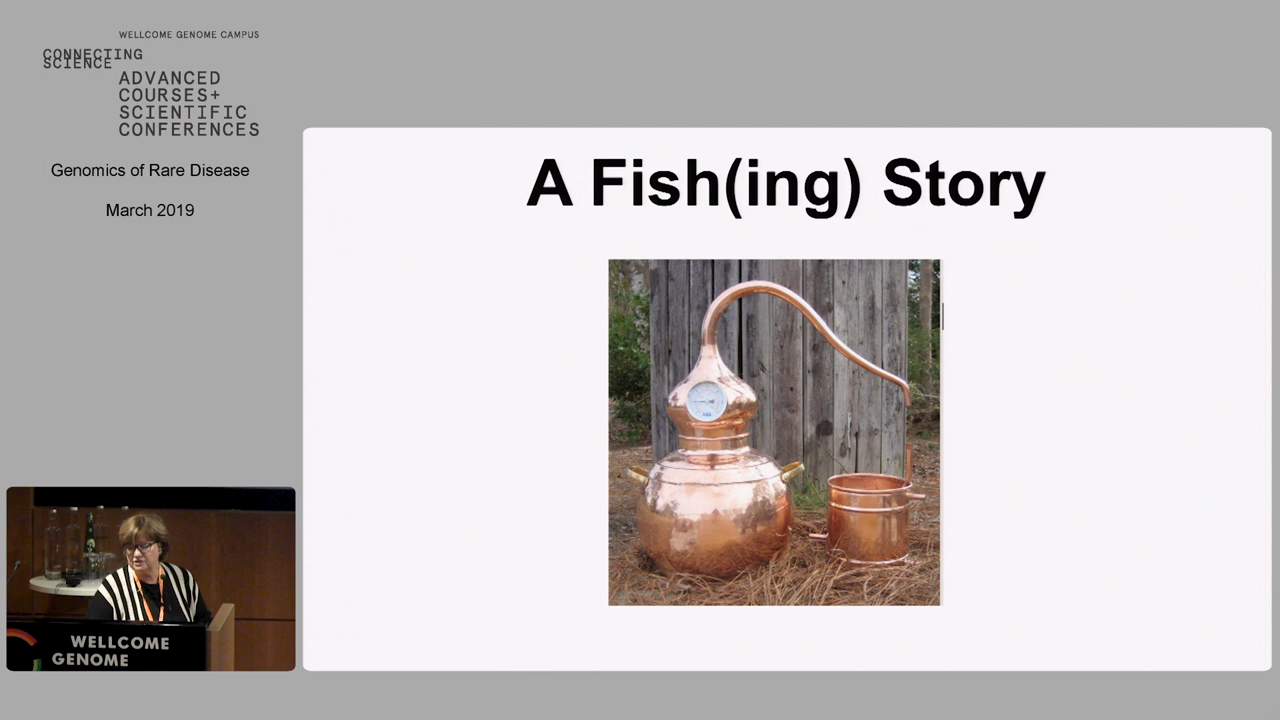 WELLCOME GENOME CAMPUS
CONNECTING
SCIENCE
ADVANCED
COURSES+
SCIENTIFIC
CONFERENCES
Genomics of Rare Disease
March 2019
A Fish(ing) Story
WELLCOME
GENOME